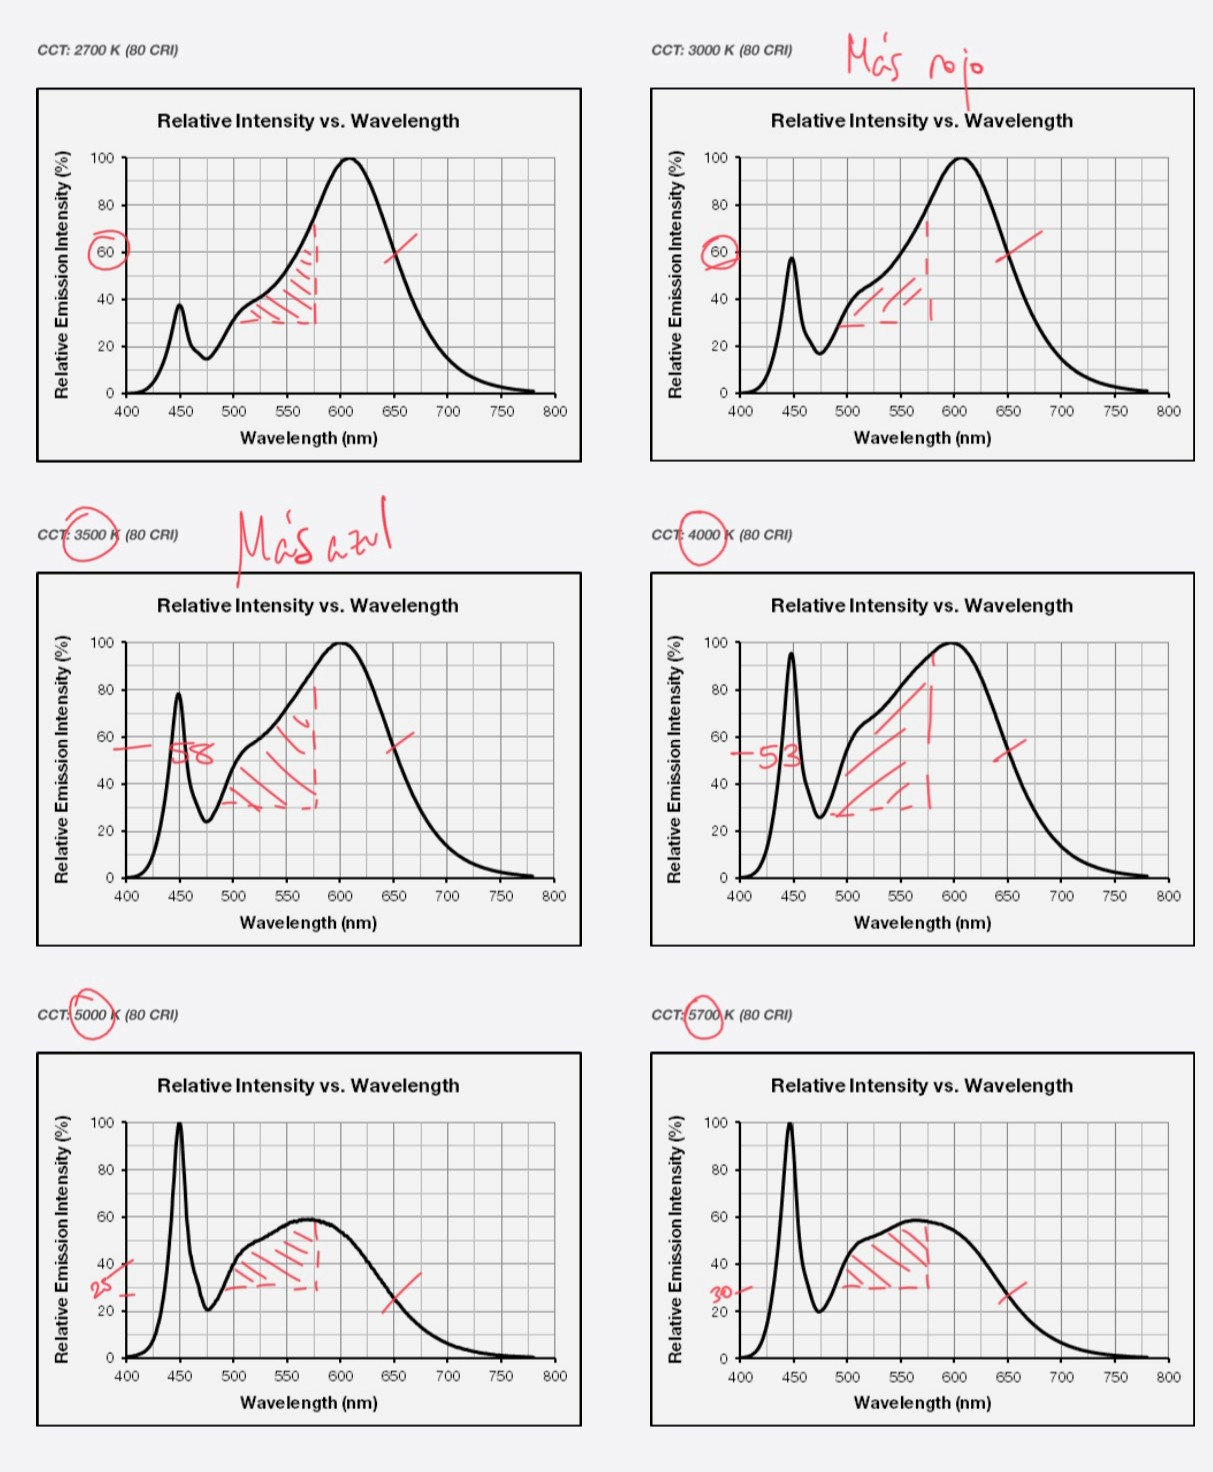 CCT: 2700 K (80 CRI)
Relative Intensity vs. Wavelength
Relative Emission Intensity (%)
100
80
60
40
20
0
400 450 500 550 600 650 700 750 800
Wavelength (nm)
CCT: 3000 K (80 CRI)
Más rojo
Relative Intensity vs. Wavelength
Relative Emission Intensity (%)
100
80
60
40
20
0
400 450 500 550 600 650 700 750 800
Wavelength (nm)
CCT: 3500 K (80 CRI)
Más azul
Relative Intensity vs. Wavelength
Relative Emission Intensity (%)
100
80
60
58
40
20
0
400 450 500 550 600 650 700 750 800
Wavelength (nm)
CCT: 4000 K (80 CRI)
Relative Intensity vs. Wavelength
Relative Emission Intensity (%)
100
80
60
53
40
20
0
400 450 500 550 600 650 700 750 800
Wavelength (nm)
CCT: 5000 K (80 CRI)
Relative Intensity vs. Wavelength
Relative Emission Intensity (%)
100
80
60
40
25
20
0
400 450 500 550 600 650 700 750 800
Wavelength (nm)
CCT: 5700 K (80 CRI)
Relative Intensity vs. Wavelength
Relative Emission Intensity (%)
100
80
60
40
30
20
0
400 450 500 550 600 650 700 750 800
Wavelength (nm)